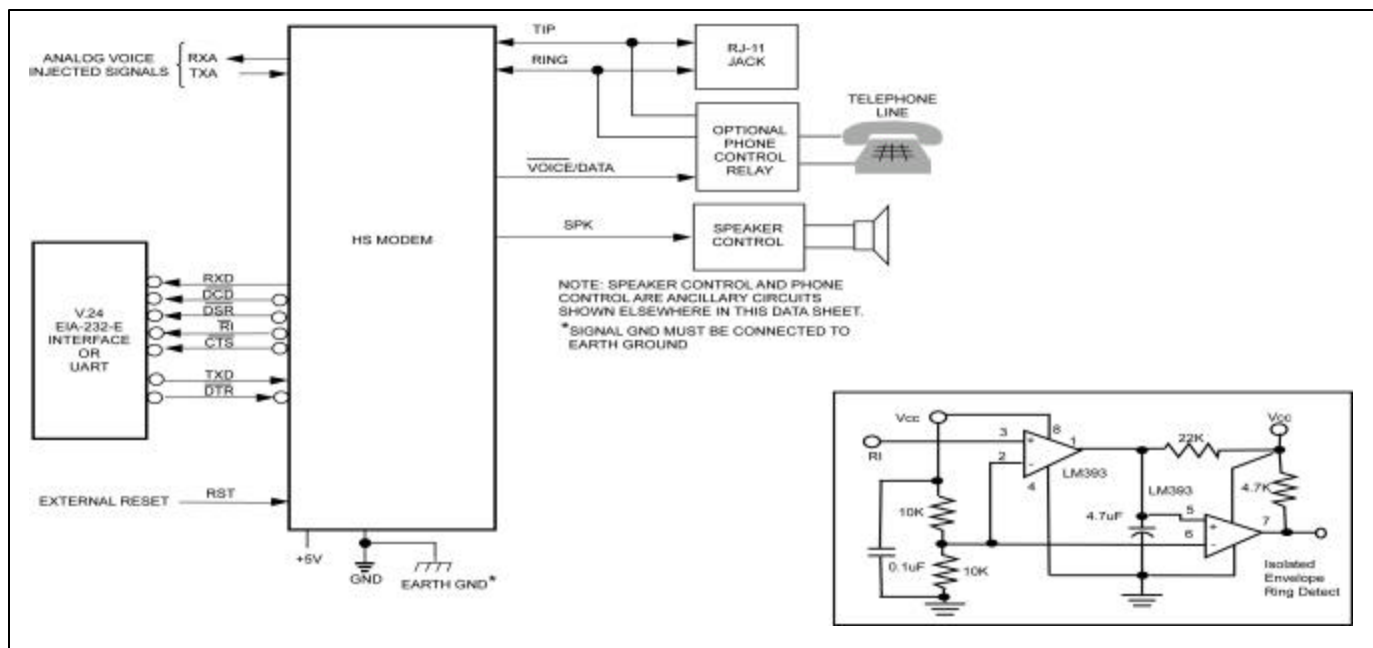 ANALOG VOICE
INJECTED SIGNALS
RXA
TXA
HS MODEM
TIP
RING
RJ-11
JACK
TELEPHONE
LINE
OPTIONAL
PHONE
CONTROL
RELAY
VOICE/DATA
SPK
SPEAKER
CONTROL
NOTE: SPEAKER CONTROL AND PHONE
CONTROL ARE ANCILLARY CIRCUITS
SHOWN ELSEWHERE IN THIS DATA SHEET.
*SIGNAL GND MUST BE CONNECTED TO
EARTH GROUND
V.24
EIA-232-E
INTERFACE
OR
UART
RXD
DCD
DSR
RI
CTS
TXD
DTR
EXTERNAL RESET
RST
+5V
GND
EARTH GND*
Vcc
8
RI
3
+
1
2
-
4
LM393
22K
Vcc
LM393
4.7K
10K
4.7uF
5
+
7
6
-
0.1uF
10K
Isolated
Envelope
Ring Detect